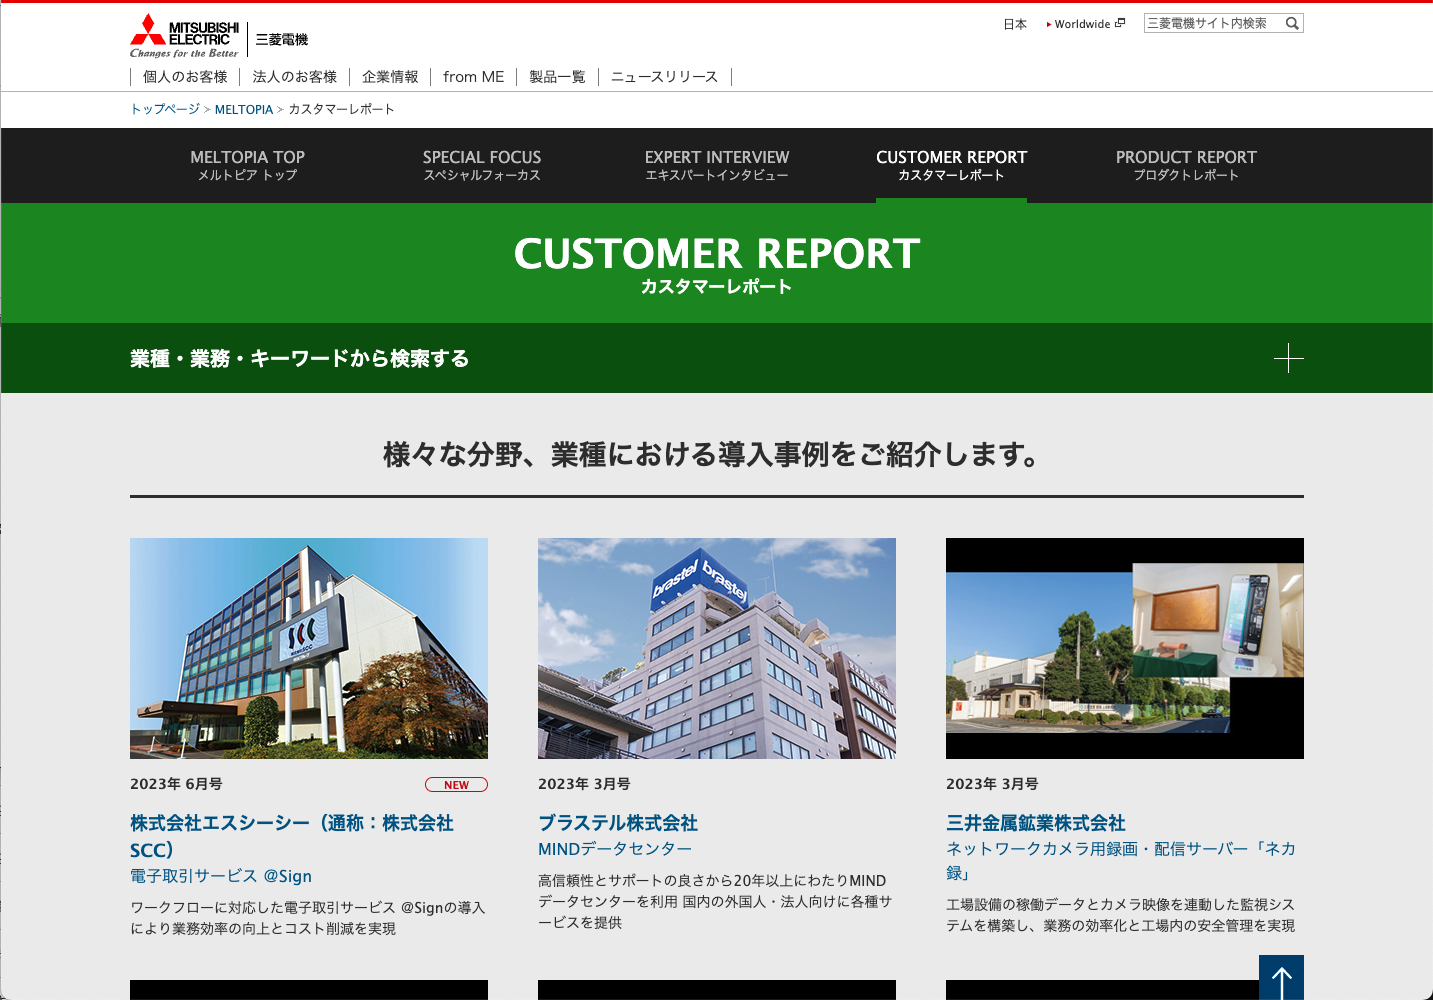 MITSUBISHI
ELECTRIC
Changes for the Better
三菱電機
日本
Worldwide
三菱電機サイト内検索
個人のお客様
法人のお客様
企業情報
from ME
製品一覧
ニュースリリース
トップページ > MELTOPIA > カスタマーレポート
MELTOPIA TOP
メルトピア トップ
SPECIAL FOCUS
スペシャルフォーカス
EXPERT INTERVIEW
エキスパートインタビュー
CUSTOMER REPORT
カスタマーレポート
PRODUCT REPORT
プロダクトレポート
CUSTOMER REPORT
カスタマーレポート
業種・業務・キーワードから検索する
様々な分野、業種における導入事例をご紹介します。
SCC
brastel
brastel
2023年 6月号
NEW
株式会社エスシーシー（通称：株式会社
SCC）
電子取引サービス @Sign
ワークフローに対応した電子取引サービス @Signの導入
により業務効率の向上とコスト削減を実現
2023年 3月号
ブラステル株式会社
MINDデータセンター
高信頼性とサポートの良さから20年以上にわたりMIND
データセンターを利用 国内の外国人・法人向けに各種サ
ービスを提供
2023年 3月号
三井金属鉱業株式会社
ネットワークカメラ用録画・配信サーバー「ネカ
録」
工場設備の稼働データとカメラ映像を連動した監視シス
テムを構築し、業務の効率化と工場内の安全管理を実現